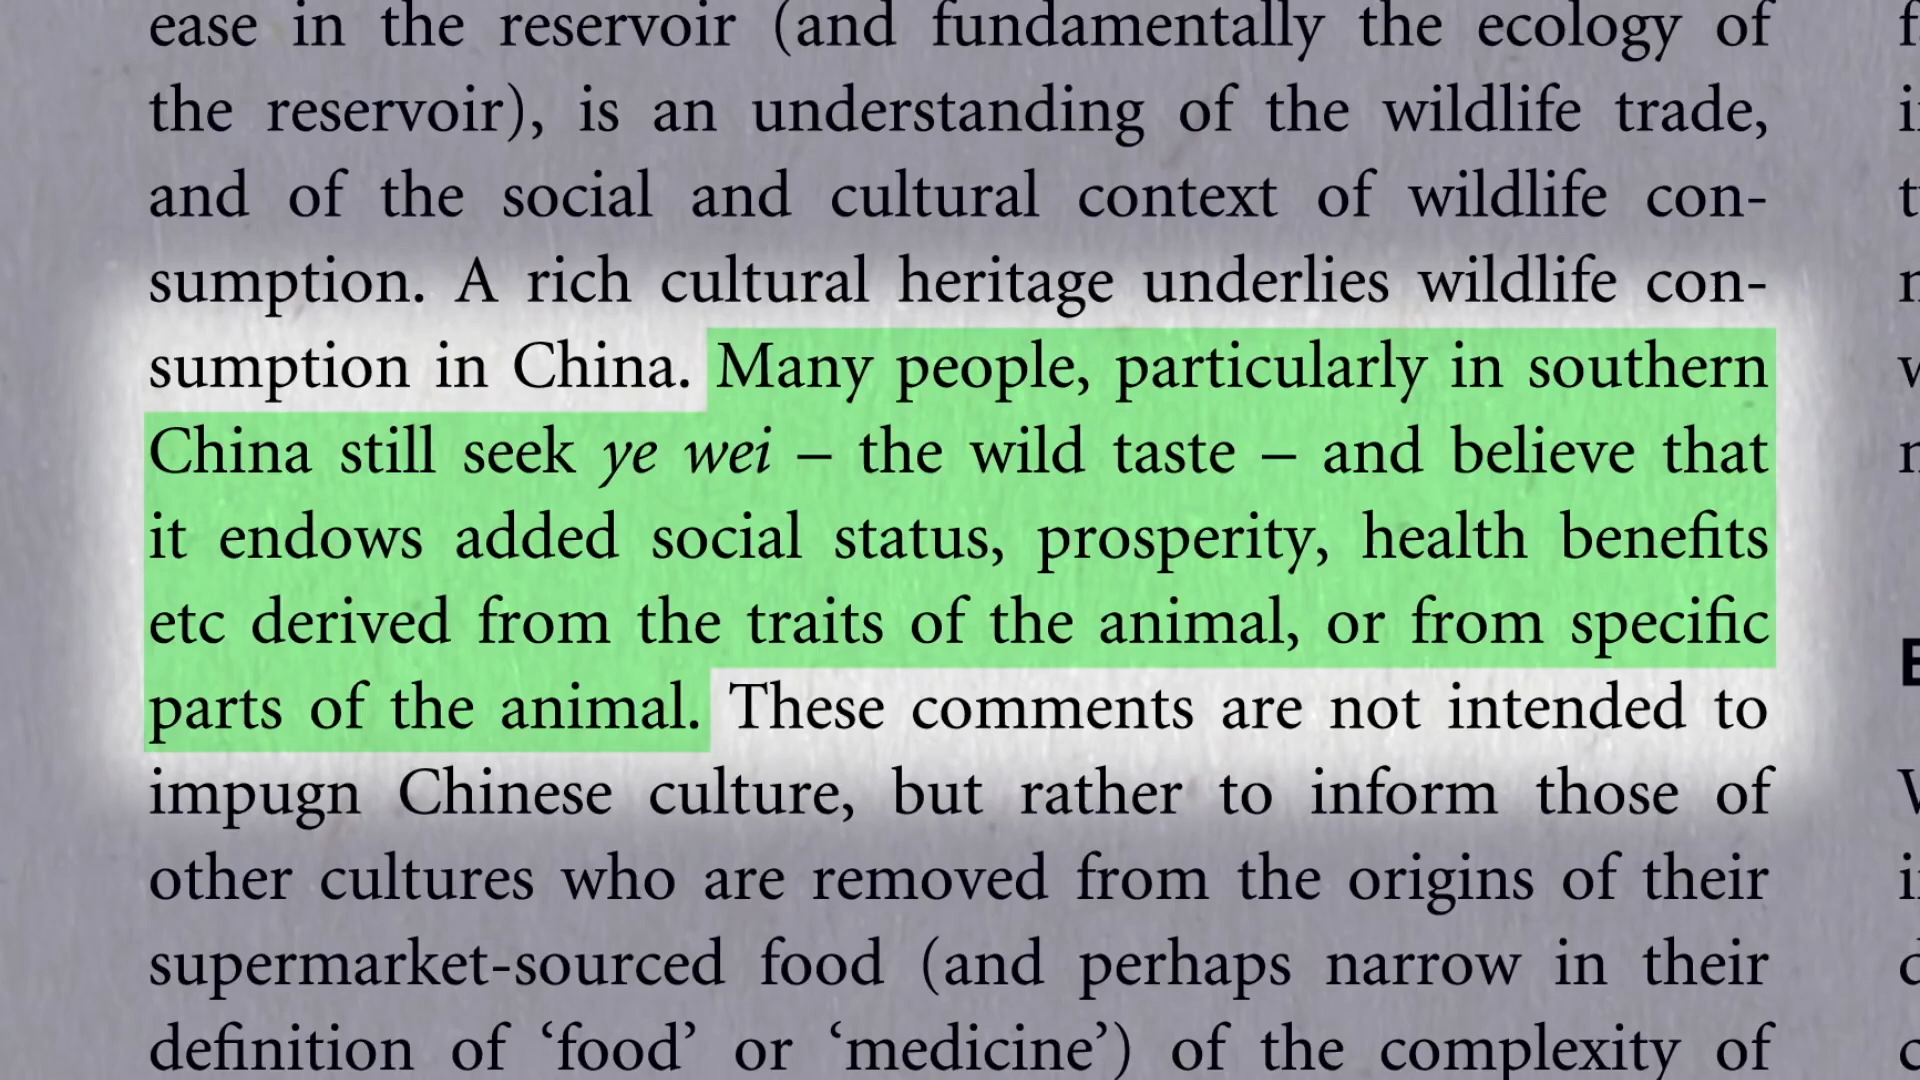 ease in the reservoir (and fundamentally the ecology of
the reservoir), is an understanding of the wildlife trade,
and of the social and cultural context of wildlife con-
sumption. A rich cultural heritage underlies wildlife con-
sumption in China. Many people, particularly in southern
China still seek ye wei – the wild taste – and believe that
it endows added social status, prosperity, health benefits
etc derived from the traits of the animal, or from specific
parts of the animal. These comments are not intended to
impugn Chinese culture, but rather to inform those of
other cultures who are removed from the origins of their
supermarket-sourced food (and perhaps narrow in their
definition of ‘food’ or ‘medicine’) of the complexity of